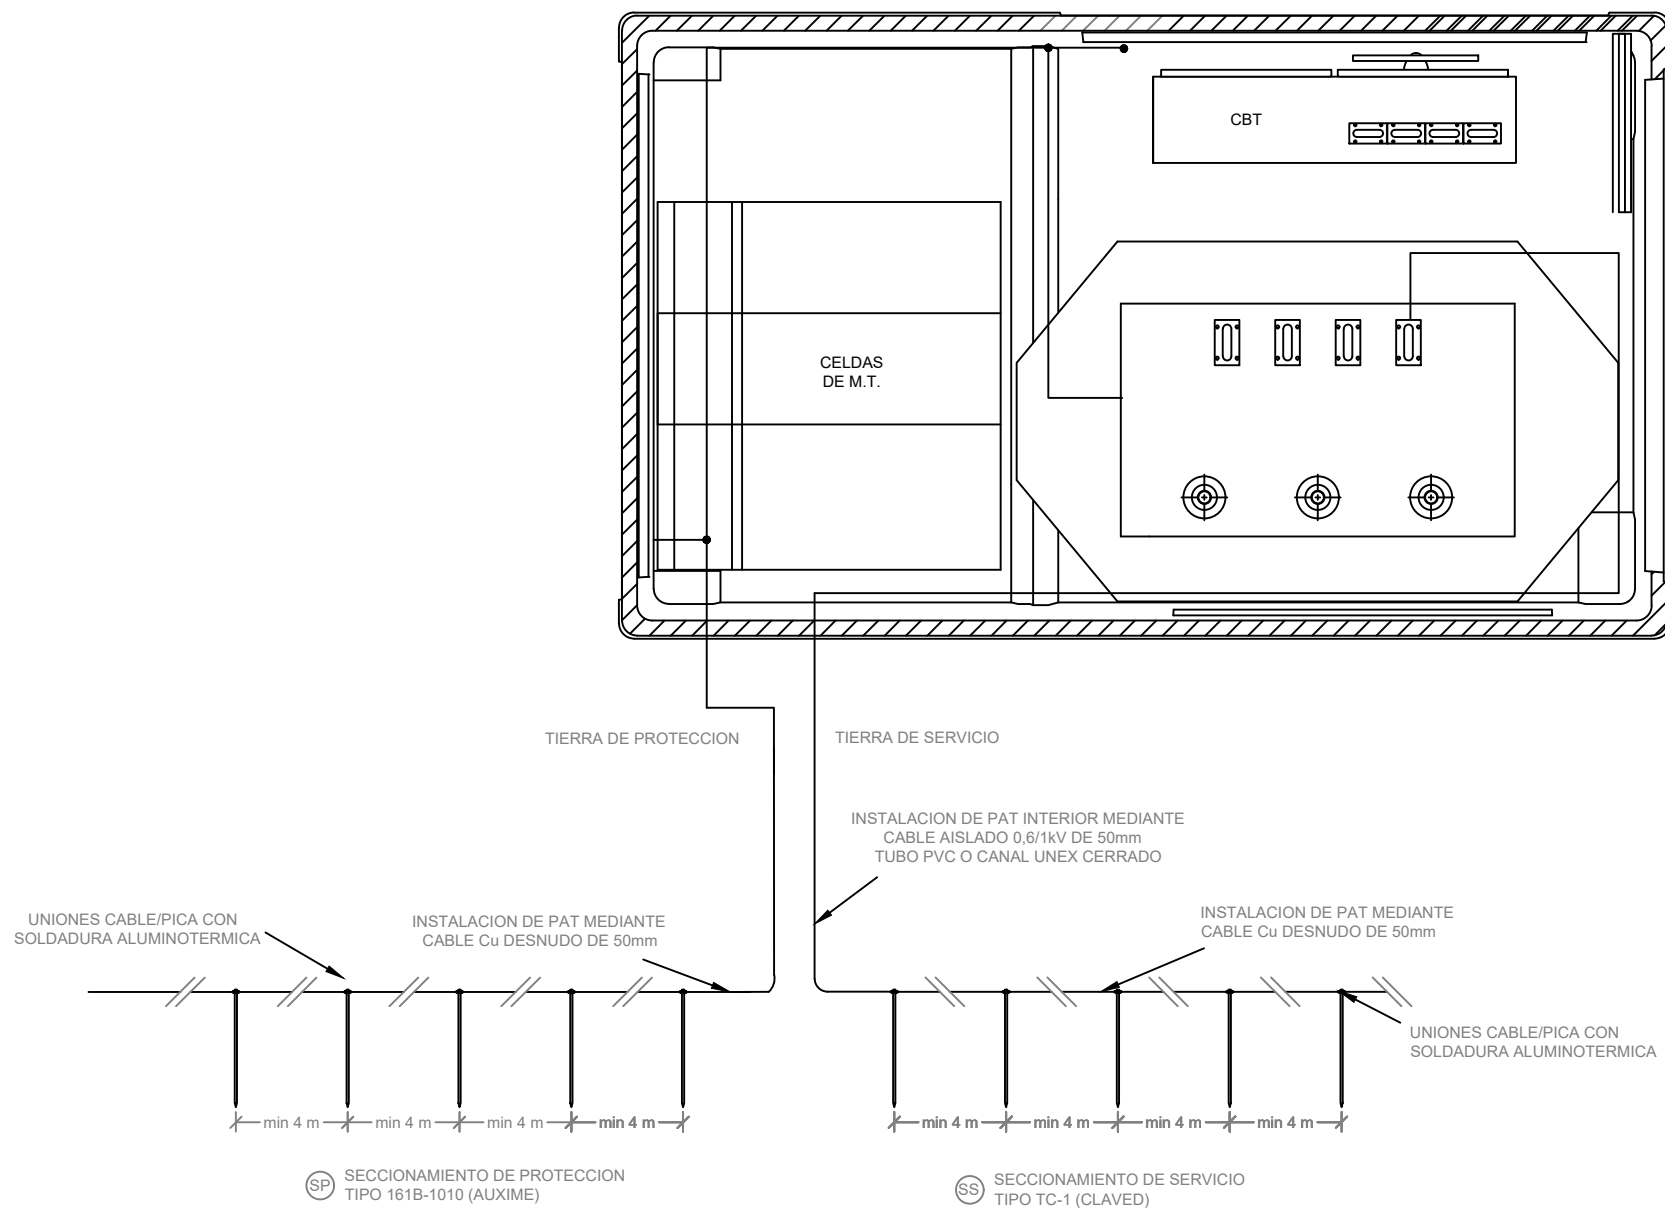 CBT
CELDAS
DE M.T.
TIERRA DE PROTECCION
TIERRA DE SERVICIO
INSTALACION DE PAT INTERIOR MEDIANTE
CABLE AISLADO 0,6/1kV DE 50mm
TUBO PVC O CANAL UNEX CERRADO
UNIONES CABLE/PICA CON
SOLDADURA ALUMINOTERMICA
INSTALACION DE PAT MEDIANTE
CABLE Cu DESNUDO DE 50mm
INSTALACION DE PAT MEDIANTE
CABLE Cu DESNUDO DE 50mm
UNIONES CABLE/PICA CON
SOLDADURA ALUMINOTERMICA
min 4 m
min 4 m
min 4 m
min 4 m
min 4 m
min 4 m
min 4 m
min 4 m
SP
SECCIONAMIENTO DE PROTECCION
TIPO 161B-1010 (AUXIME)
SS
SECCIONAMIENTO DE SERVICIO
TIPO TC-1 (CLAVED)